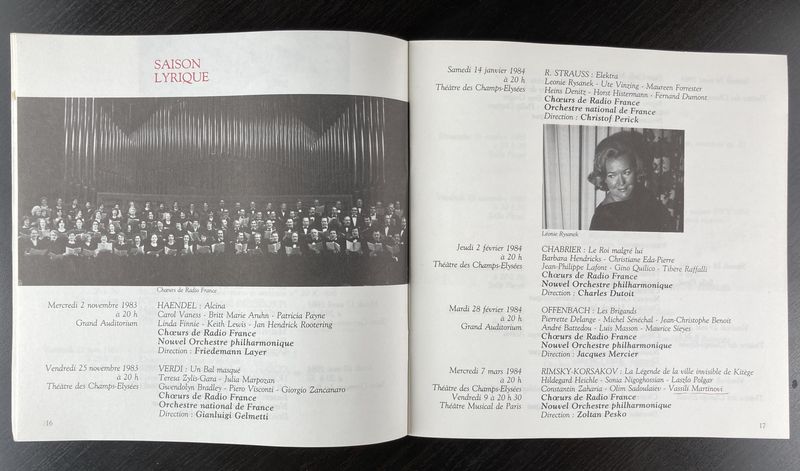 SAISON
LYRIQUE
Chœurs de Radio France
Mercredi 2 novembre 1983
à 20 h
Grand Auditorium
HAENDEL : Alcina
Carol Vaness - Britt Marie Aruhn - Patricia Payne
Linda Finnie - Keith Lewis - Jan Hendrick Rootering
Chœurs de Radio France
Nouvel Orchestre philharmonique
Direction : Friedemann Layer
Vendredi 25 novembre 1983
à 20 h
Théâtre des Champs-Elysées
VERDI : Un Bal masqué
Teresa Zylis-Gara - Julia Marpozan
Gwendolyn Bradley - Piero Visconti - Giorgio Zancanaro
Chœurs de Radio France
Orchestre national de France
Direction : Gianluigi Gelmetti
16
Samedi 14 janvier 1984
à 20 h
Théâtre des Champs-Elysées
R. STRAUSS : Elektra
Leonie Rysanek - Ute Vinzing - Maureen Forrester
Heins Denitz - Horst Histermann - Fernand Dumont
Chœurs de Radio France
Orchestre national de France
Direction : Christof Perick
Léonie Rysanek
Jeudi 2 février 1984
à 20 h
Théâtre des Champs-Elysées
CHABRIER : Le Roi malgré lui
Barbara Hendricks - Christiane Eda-Pierre
Jean-Philippe Lafont - Gino Quilico - Tibere Raffalli
Chœurs de Radio France
Nouvel Orchestre philharmonique
Direction : Charles Dutoit
Mardi 28 février 1984
à 20 h
Grand Auditorium
OFFENBACH : Les Brigands
Pierrette Delange - Michel Sénéchal - Jean-Christophe Benoit
André Battedou - Luis Masson - Maurice Sieyes
Chœurs de Radio France
Nouvel Orchestre philharmonique
Direction : Jacques Mercier
Mercredi 7 mars 1984
à 20 h
Théâtre des Champs-Elysées
Vendredi 9 à 20 h 30
Théâtre Musical de Paris
RIMSKY-KORSAKOV : La Légende de la ville invisible de Kitège
Hildegard Heichle - Sonia Nigoghossian - Laszlo Polgar
Constantin Zaharia - Olim Sadoulaiev - Vassili Martinovi
Chœurs de Radio France
Nouvel Orchestre philharmonique
Direction : Zoltan Pesko
17